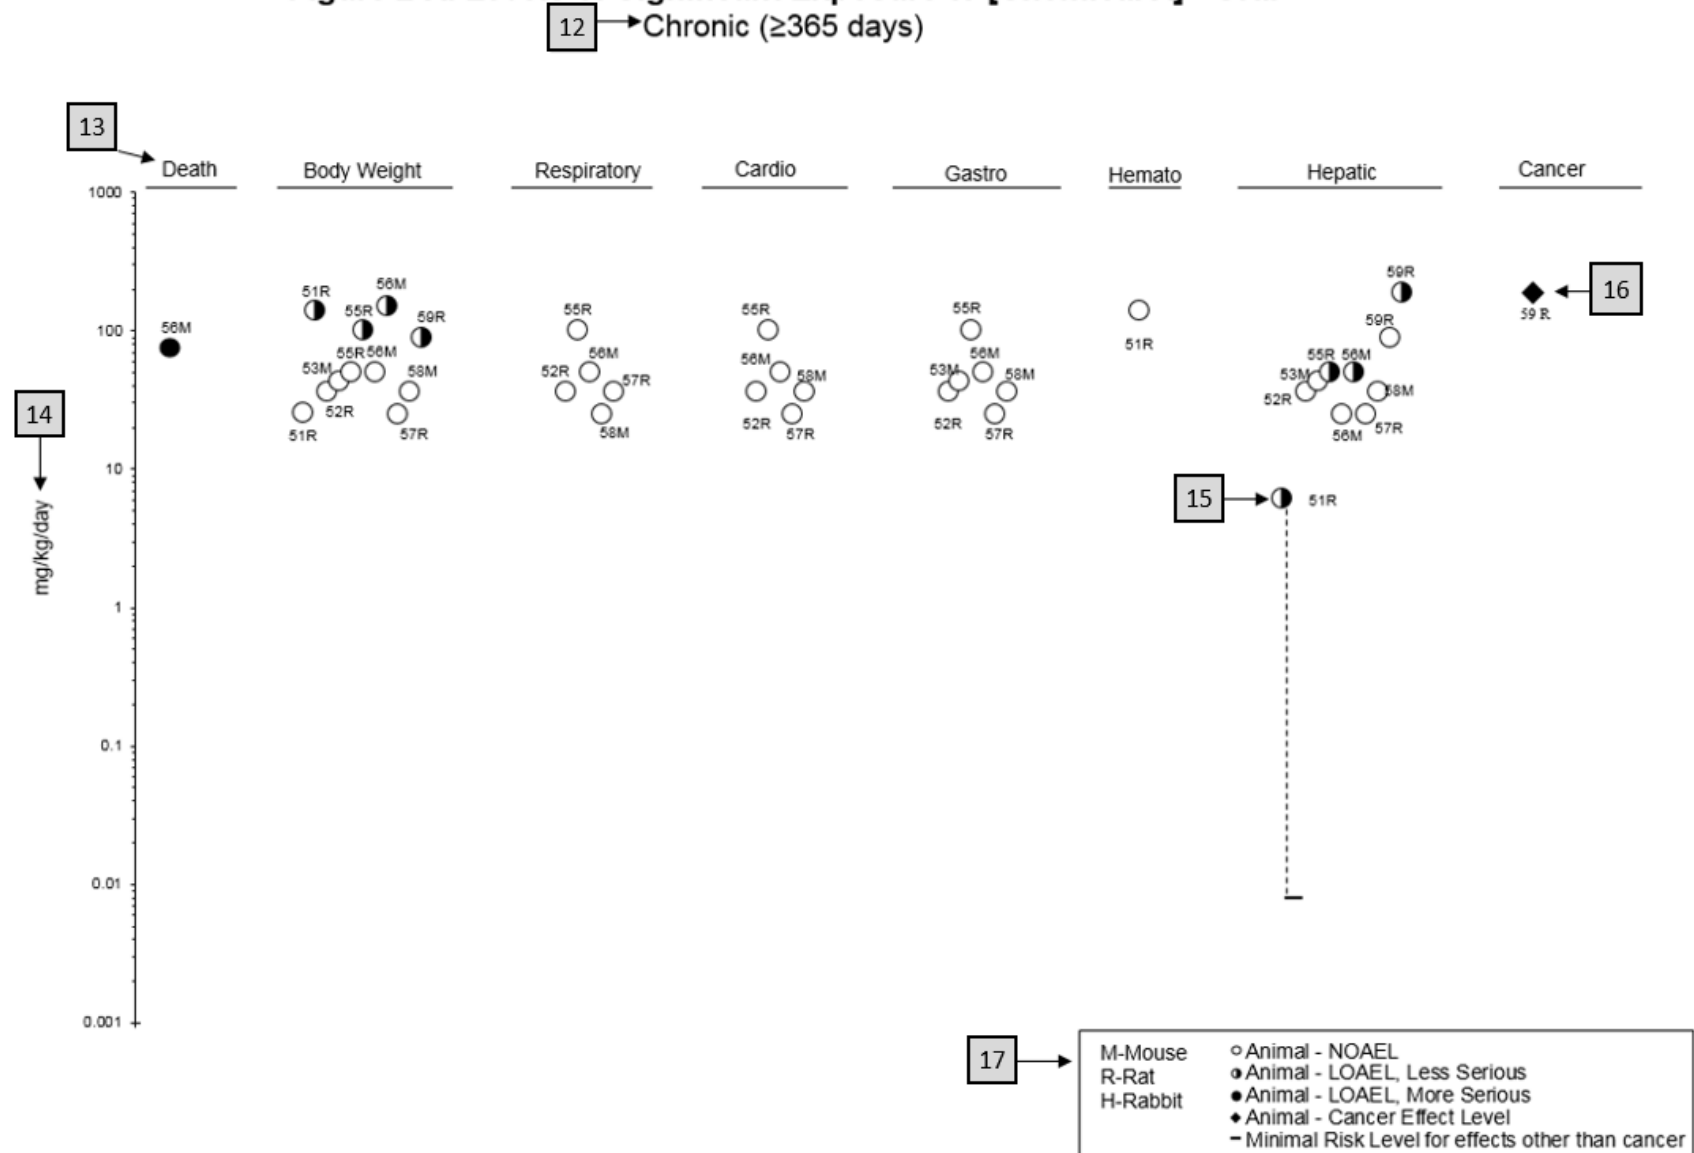 12
Chronic (≥365 days)
13
Death Body Weight Respiratory Cardio Gastro Hemato Hepatic Cancer
1000
59R
16
56M
51R
59 R
55R 55R 55R 55R
59R
59R
56M
100
51R
55R 56M 56M 56M 56M 55R 56M
53M 58M 52R 57R 58M 53M 58M 53M 58M
14
52R 52R
51R 57R 58M 52R 57R 52R 57R 56M 57R
10
15
51R
mg/kg/day
1
0.1
0.01
0.001
17
M-Mouse
R-Rat
H-Rabbit
Animal - NOAEL
Animal - LOAEL, Less Serious
Animal - LOAEL, More Serious
Animal - Cancer Effect Level
Minimal Risk Level for effects other than cancer